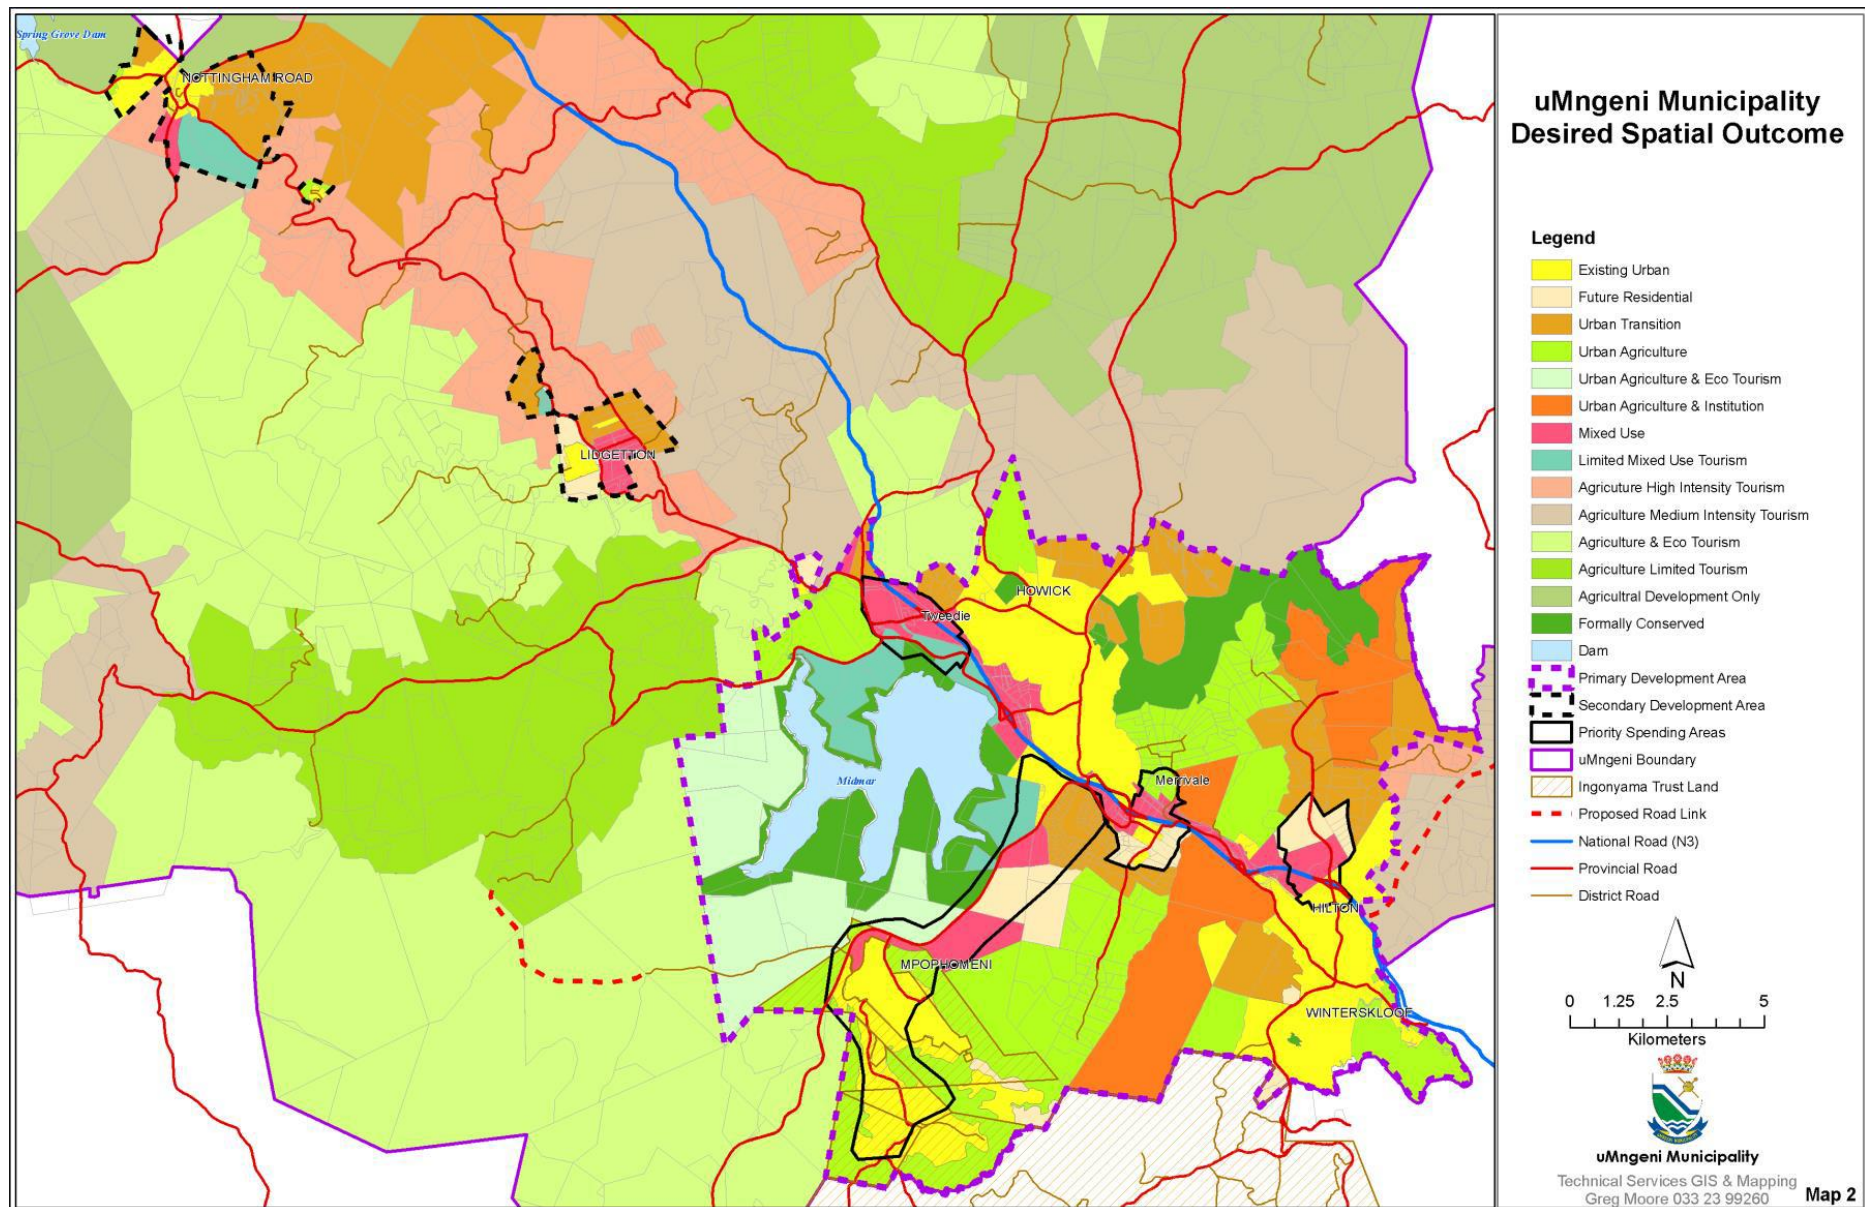 uMngeni Municipality
Desired Spatial Outcome
Legend
Existing Urban
Future Residential
Urban Transition
Urban Agriculture
Urban Agriculture & Eco Tourism
Urban Agriculture & Institution
Mixed Use
Limited Mixed Use Tourism
Agricuture High Intensity Tourism
Agriculture Medium Intensity Tourism
Agriculture & Eco Tourism
Agriculture Limited Tourism
Agricultral Development Only
Formally Conserved
Dam
Primary Development Area
Secondary Development Area
Priority Spending Areas
uMngeni Boundary
Ingonyama Trust Land
Proposed Road Link
National Road (N3)
Provincial Road
District Road
N
0 1.25 2.5 5
Kilometers
uMngeni Municipality
Technical Services GIS & Mapping
Greg Moore 033 23 99260
Map 2
Spring Grove Dam
NOTTINGHAM ROAD
LIDGETTON
HOWICK
Tweedie
Midmar
Merrivale
HILTON
MPOPHOMENI
WINTERSKLOOF